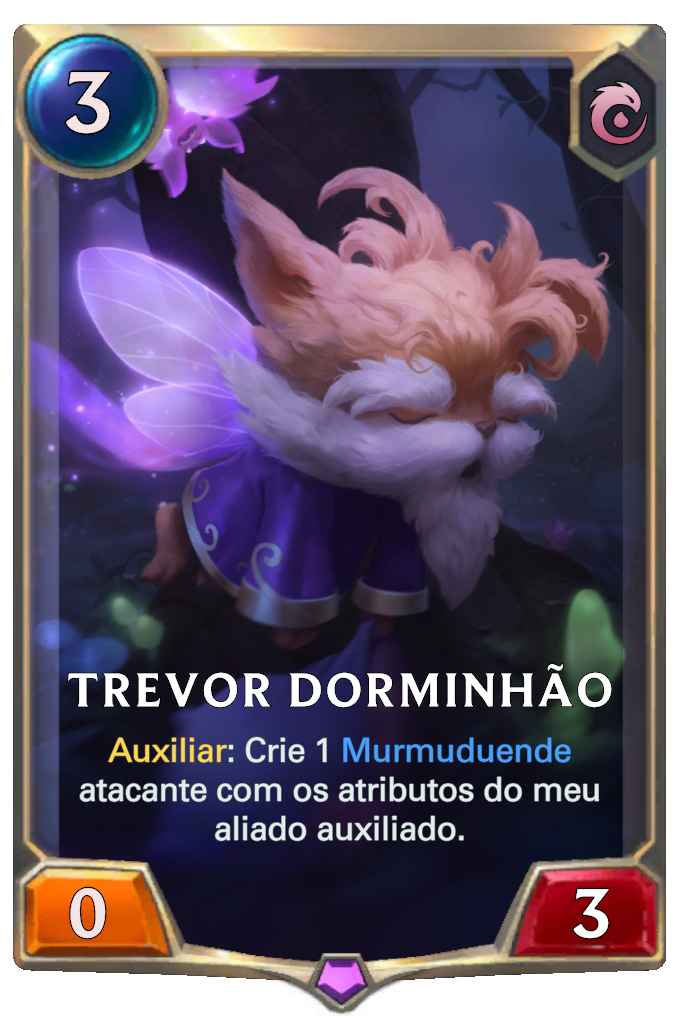 3
TREVOR DORMINHÃO
Auxiliar: Crie 1 Murmuduende
atacante com os atributos do meu
aliado auxiliado.
0
3